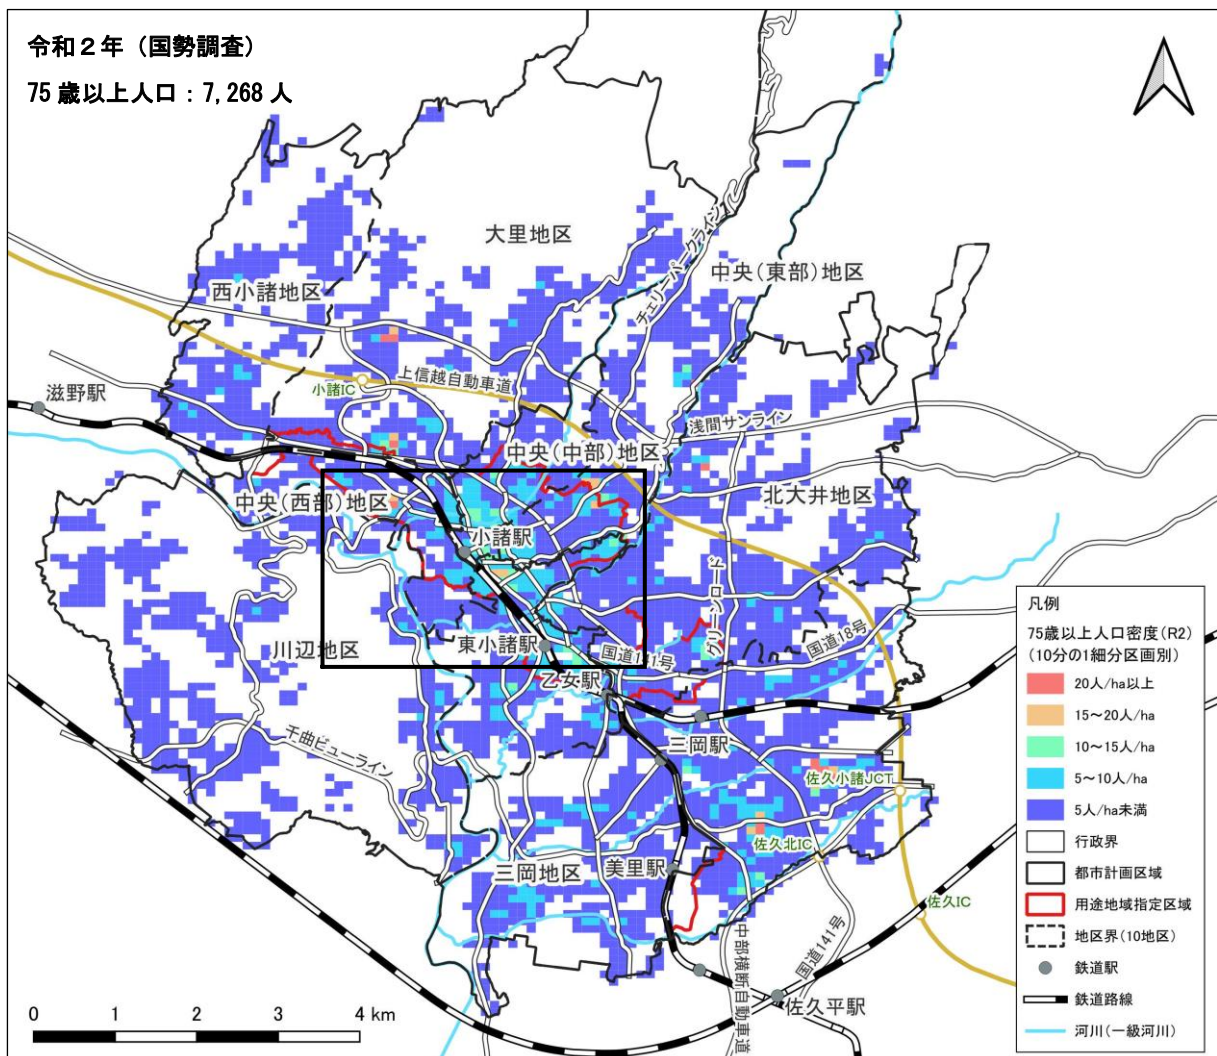 令和２年（国勢調査）
75 歳以上人口：7,268 人
大里地区
チェリーパークライン
中央(東部)地区
西小諸地区
上信越自動車道
滋野駅
小諸IC
浅間サンライン
中央(中部)地区
中央(西部)地区
北大井地区
小諸駅
グリーンロード
国道18号
川辺地区
東小諸駅
国道141号
乙女駅
三岡駅
千曲ビューライン
佐久小諸JCT
佐久北IC
三岡地区
美里駅
佐久IC
中部横断自動車道
国道141号
佐久平駅
凡例
75歳以上人口密度(R2)
(10分の1細分区画別)
20人/ha以上
15～20人/ha
10～15人/ha
5～10人/ha
5人/ha未満
行政界
都市計画区域
用途地域指定区域
地区界(10地区)
鉄道駅
鉄道路線
河川(一級河川)
0 1 2 3 4 km